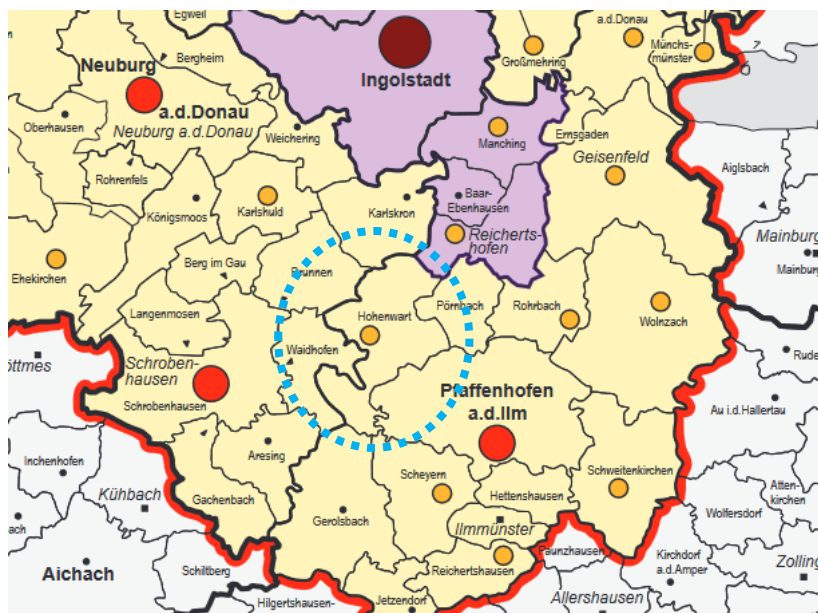 Egweil
a.d.Donau
Bergheim
Münchs-
münster
Neuburg
Großmehring
7
6
Ingolstadt
a.d.Donau
Oberhausen
Neuburg a.d.Donau
Weichering
Manching
Ernsgaden
Geisenfeld
Aiglsbach
Rohrenfels
Baar-
Ebenhausen
Königsmoos
Karlshuld
Karlskron
Reicherts-
hofen
Mainburg
Ehekirchen
Berg im Gau
Brunnen
Mainburg
Langenmosen
Hohenwart
Pörnbach
Rohrbach
Wolnzach
Waidhofen
öttmes
Schroben-
hausen
Rude
Pfaffenhofen
a.d.Ilm
Schrobenhausen
Au i.d.Hallertau
Inchenhofen
Aresing
Scheyern
Schweitenkirchen
Kühbach
Gachenbach
Hettenshausen
Atten-
kirchen
ach
Gerolsbach
Ilmmünster
Wolfersdorf
Aichach
Schiltberg
Reichertshausen
Paunzhausen
Kirchdorf
a.d.Amper
Zolling
Hilgertshausen-
Jetzendorf
Allershausen